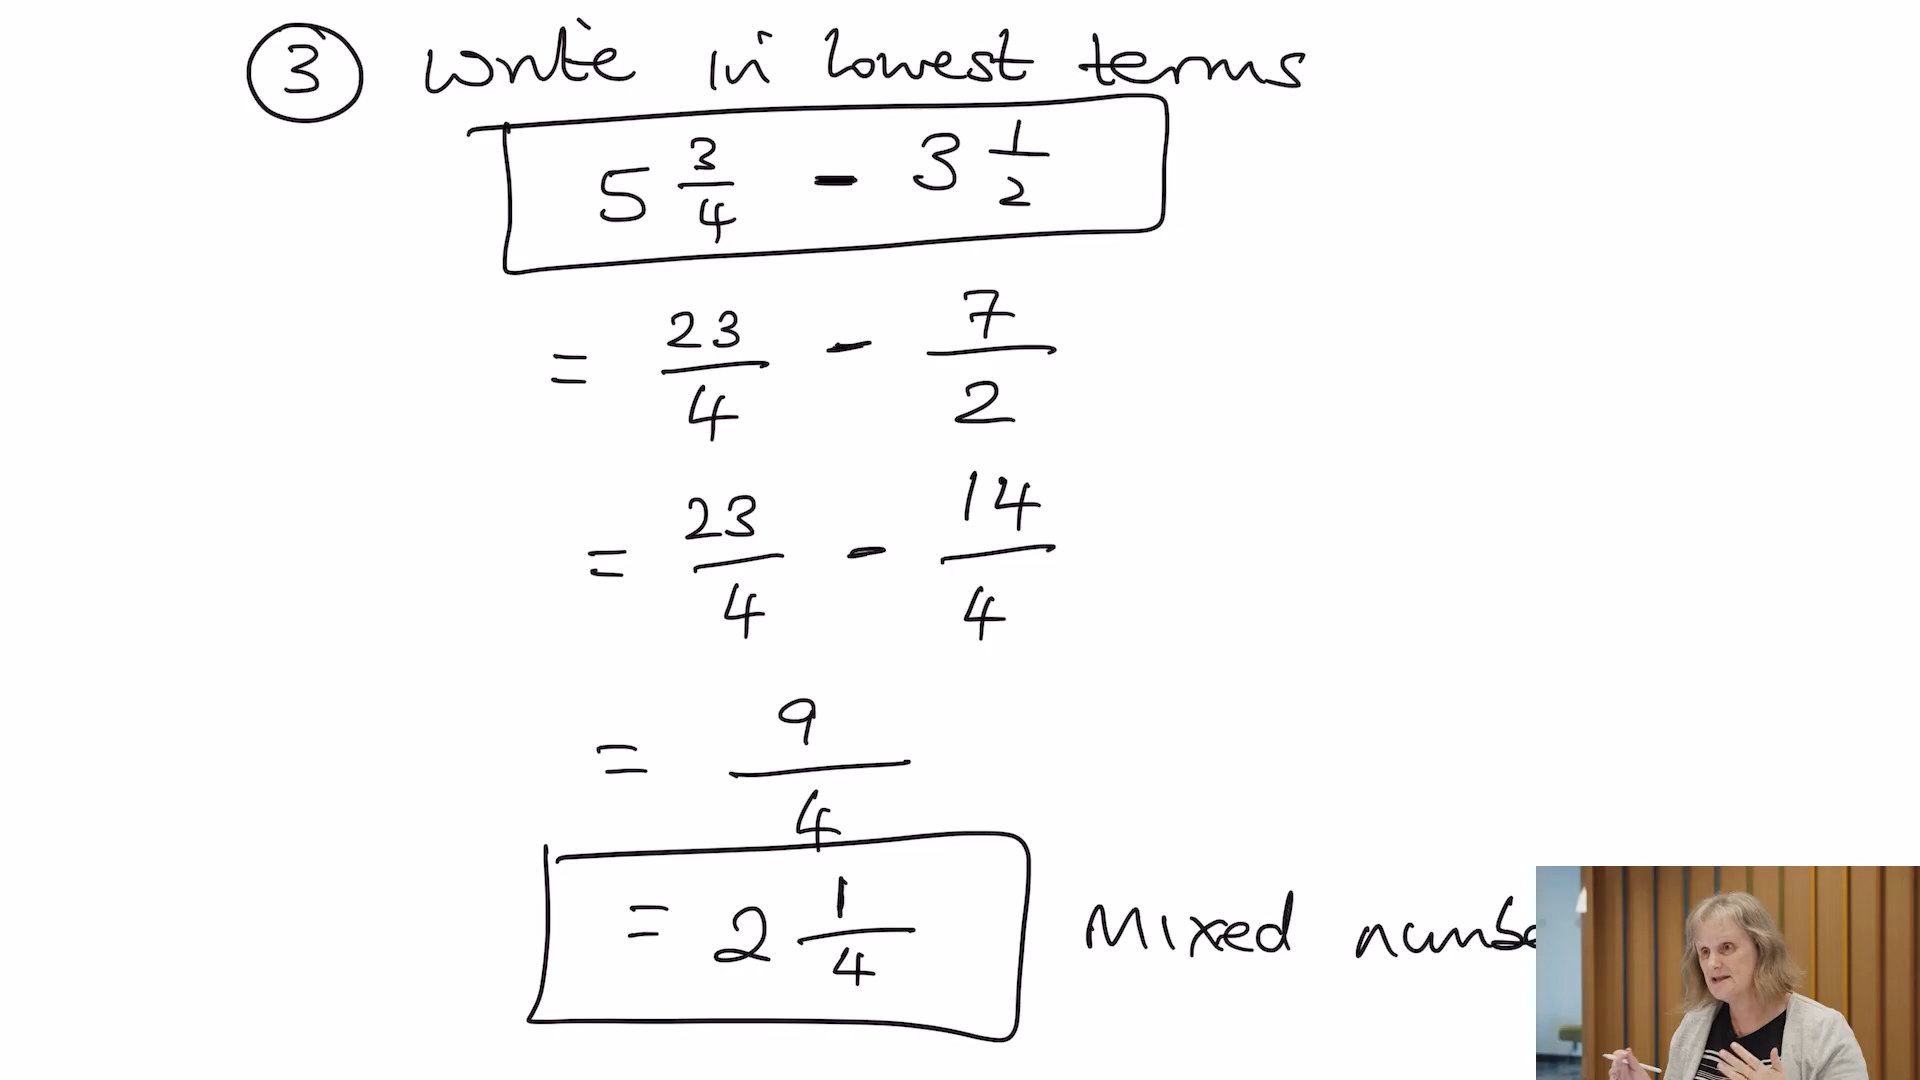 3 Write in lowest terms
5 3/4 - 3 1/2
= 23/4 - 7/2
= 23/4 - 14/4
= 9/4
= 2 1/4 Mixed